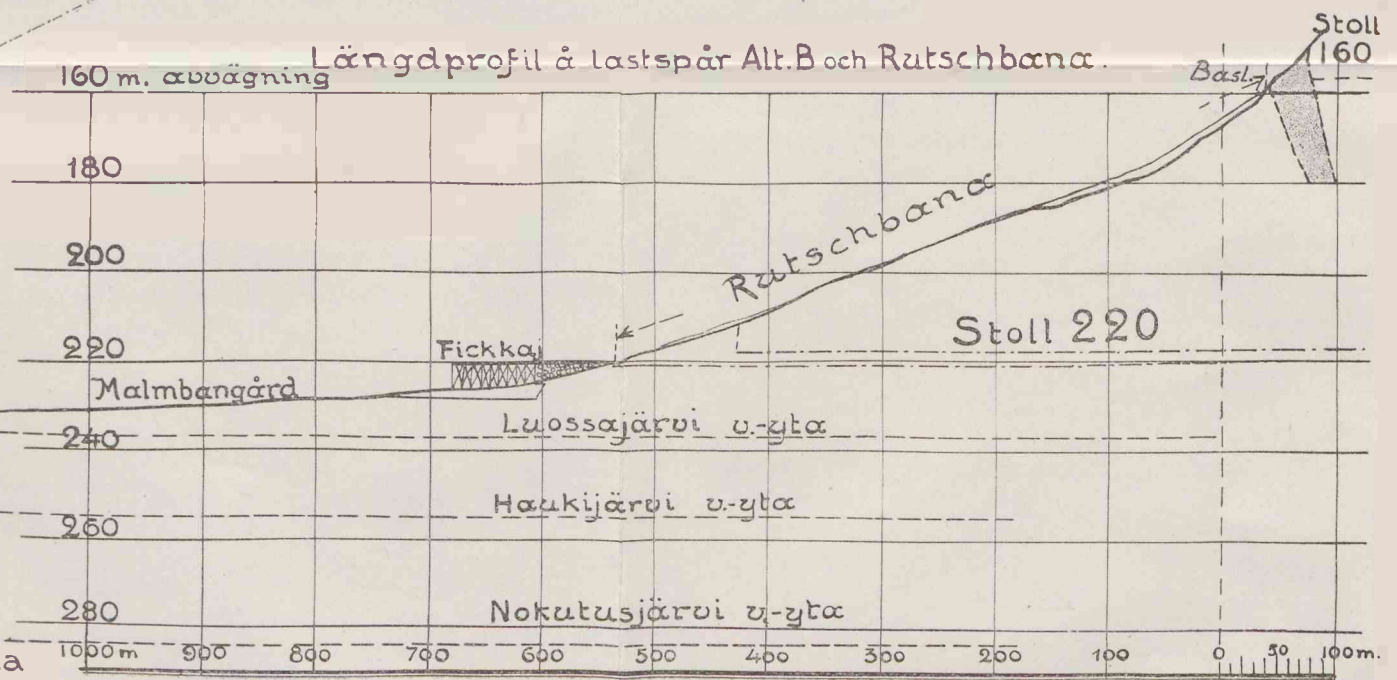 Stoll
160
Längdprofil å lastspår Alt.B och Rutschbana.
160 m. avvägning
Basl.
180
Rutschbana
200
Stoll 220
220
Fickkaj
Malmbangård
Luossajärvi v.-yta
240
Haukijärvi v.-yta
260
280
Nokutusjärvi v-yta
1000 m 900 800 700 600 500 400 300 200 100 0 50 100 m.